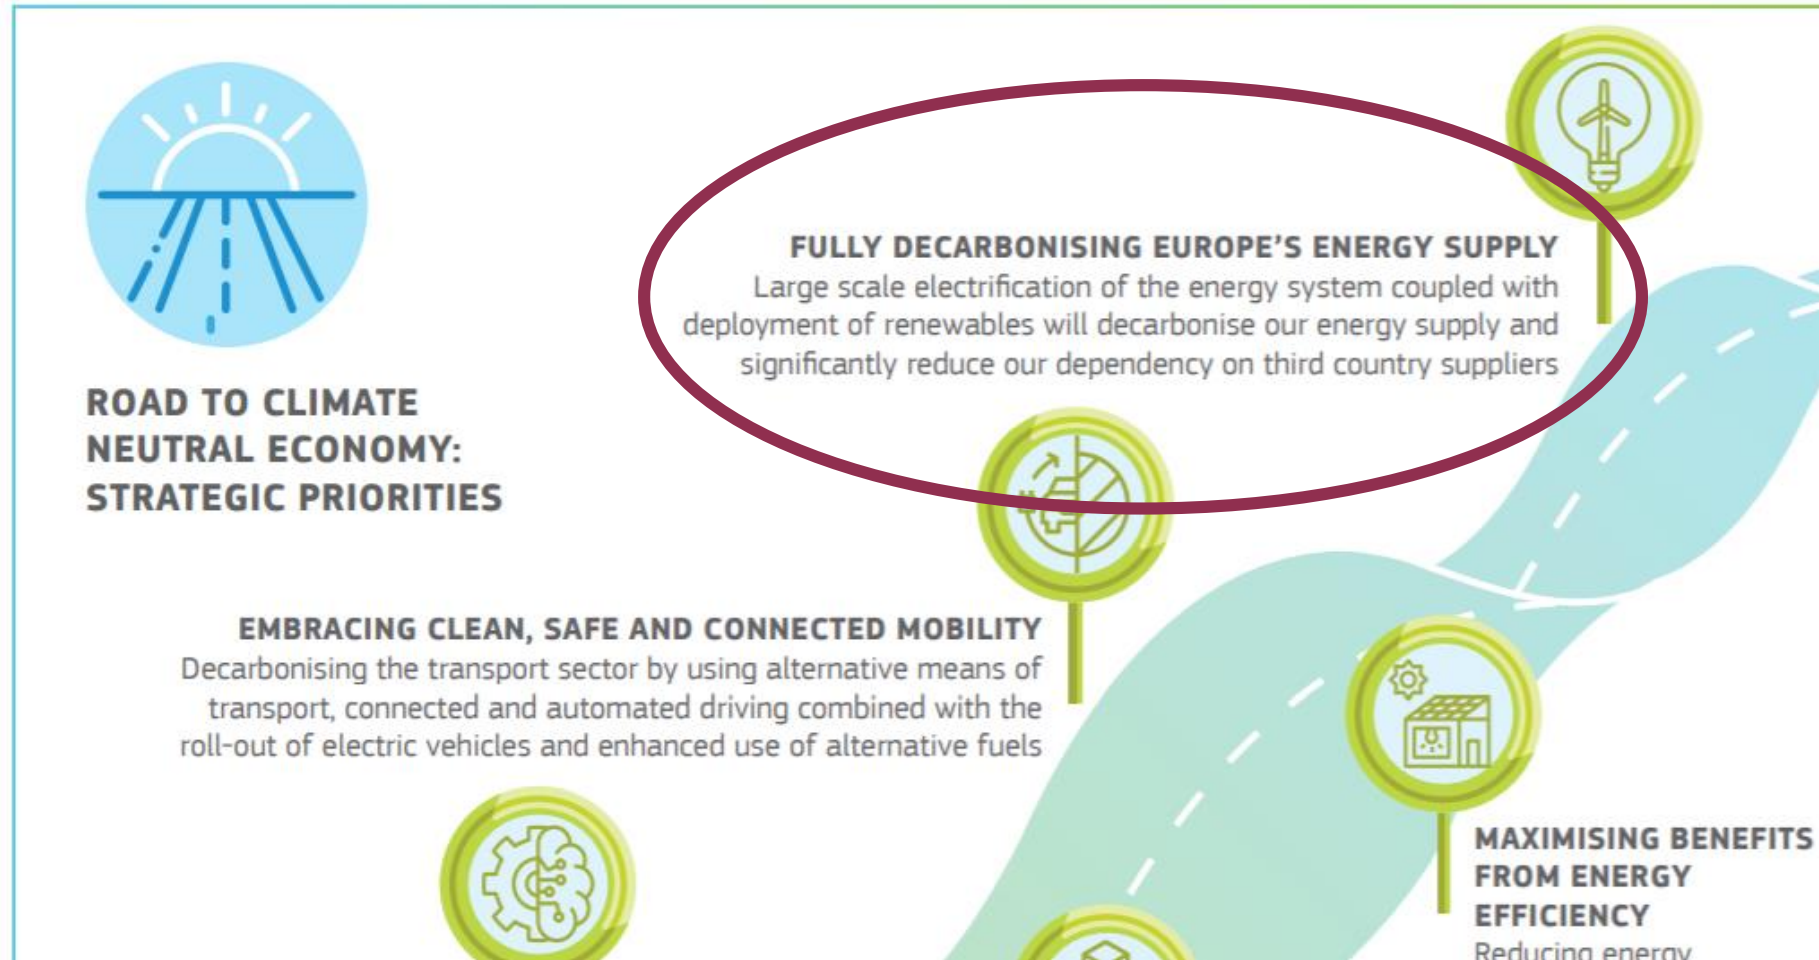 ROAD TO CLIMATE
NEUTRAL ECONOMY:
STRATEGIC PRIORITIES
FULLY DECARBONISING EUROPE'S ENERGY SUPPLY
Large scale electrification of the energy system coupled with
deployment of renewables will decarbonise our energy supply and
significantly reduce our dependency on third country suppliers
EMBRACING CLEAN, SAFE AND CONNECTED MOBILITY
Decarbonising the transport sector by using alternative means of
transport, connected and automated driving combined with the
roll-out of electric vehicles and enhanced use of alternative fuels
MAXIMISING BENEFITS
FROM ENERGY
EFFICIENCY
Reducing energy